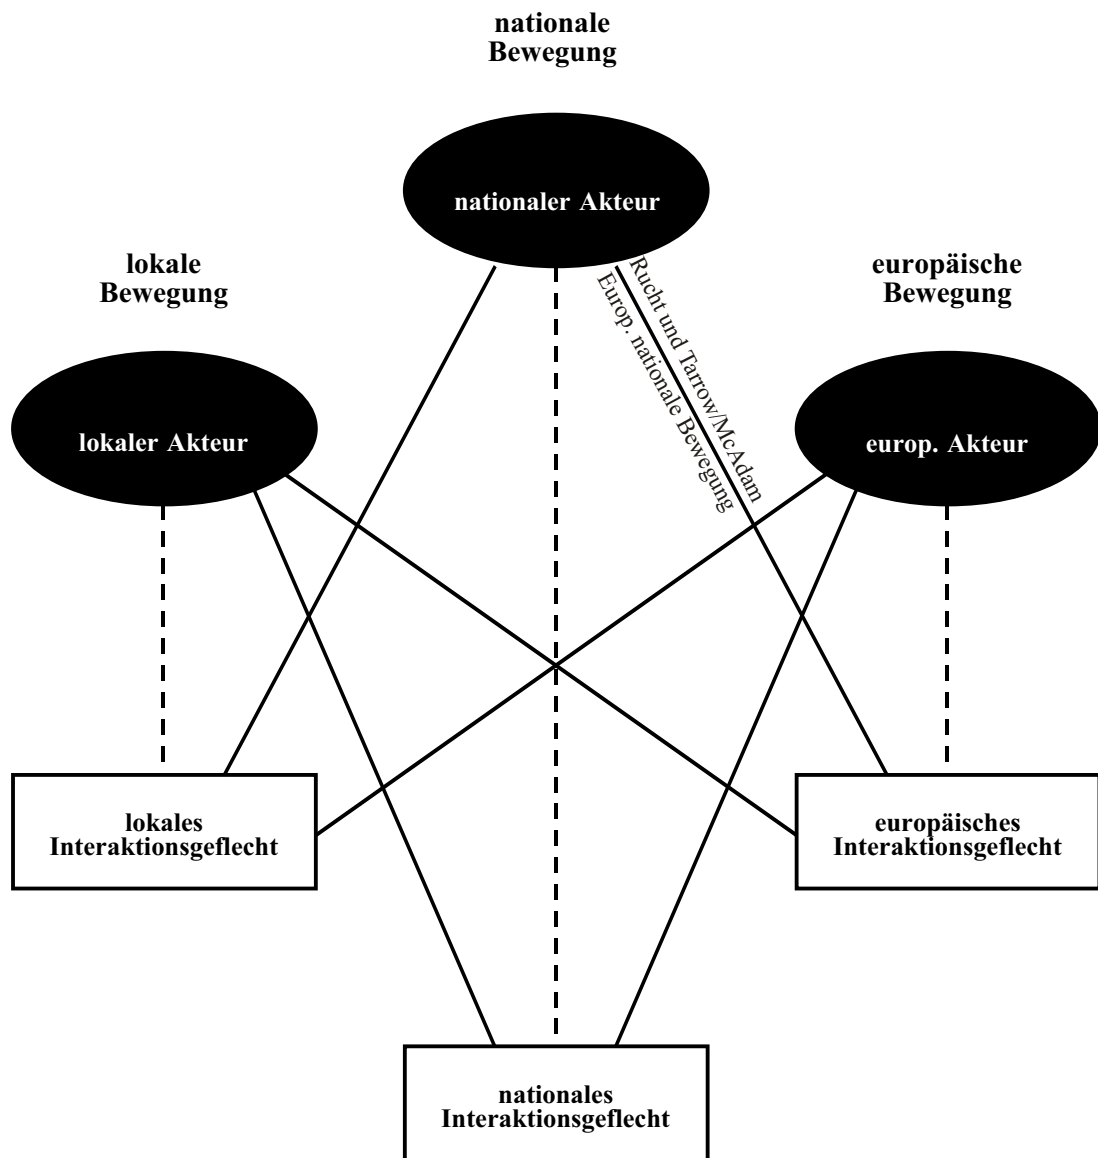 nationale
Bewegung
nationaler Akteur
lokale
Bewegung
europäische
Bewegung
Rucht und Tarrow/McAdam
Europ. nationale Bewegung
lokaler Akteur
europ. Akteur
lokales
Interaktionsgeflecht
europäisches
Interaktionsgeflecht
nationales
Interaktionsgeflecht